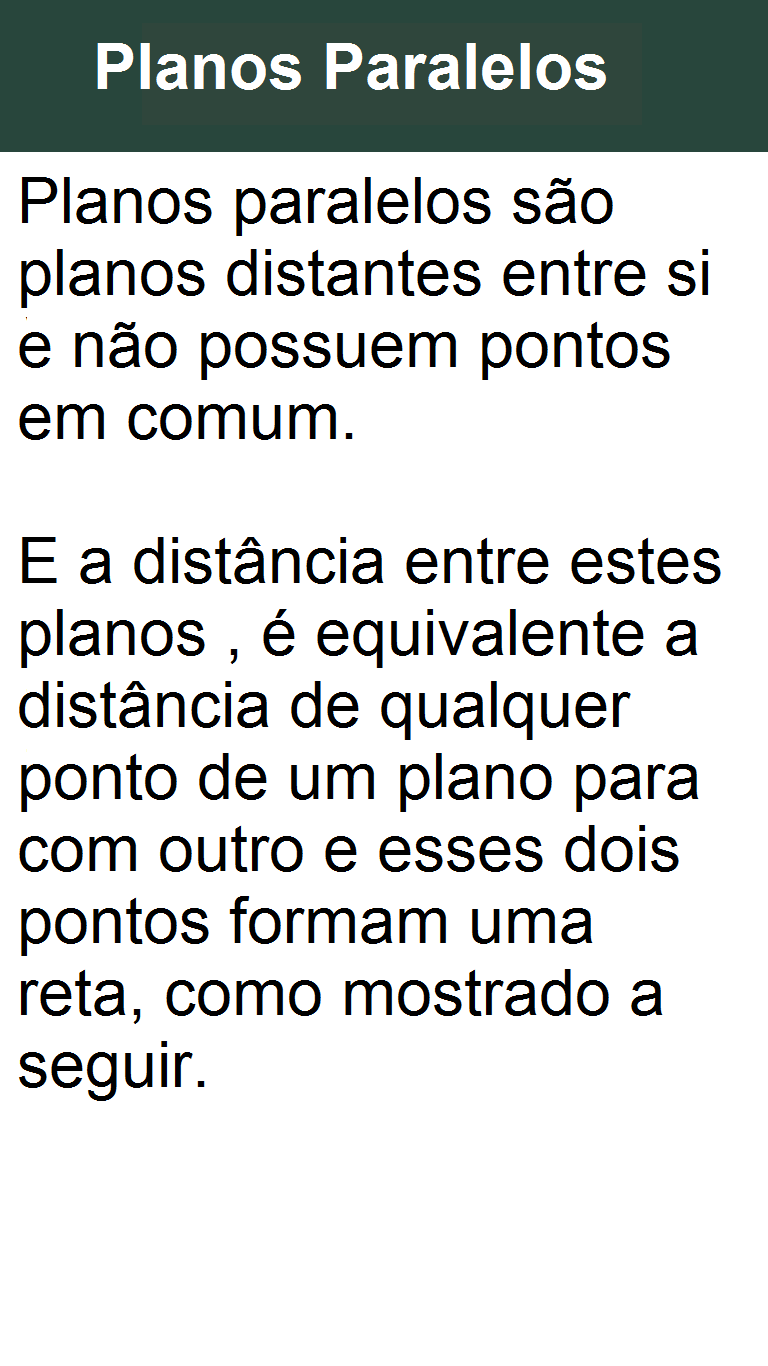 Planos Paralelos
Planos paralelos são
planos distantes entre si
e não possuem pontos
em comum.
E a distância entre estes
planos , é equivalente a
distância de qualquer
ponto de um plano para
com outro e esses dois
pontos formam uma
reta, como mostrado a
seguir.